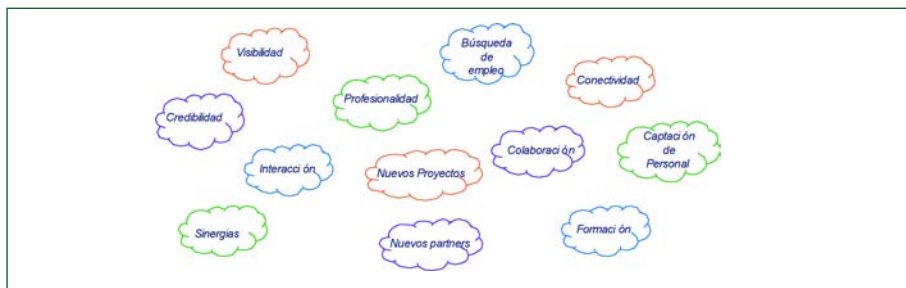 Visibilidad
Búsqueda
de
empleo
Conectividad
Profesionalidad
Credibilidad
Colaboración
Captación
de
Personal
Interacción
Nuevos Proyectos
Sinergias
Nuevos partners
Formación